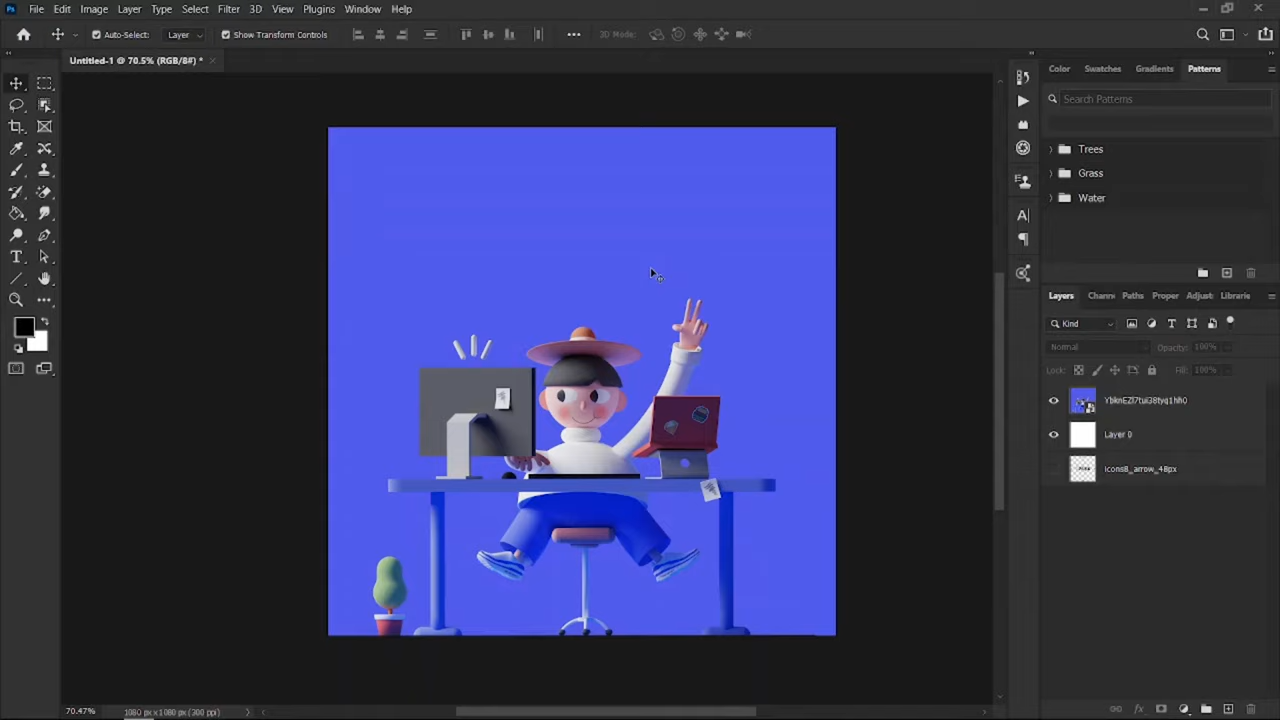 Ps File Edit Image Layer Type Select Filter 3D View Plugins Window Help
Auto-Select: Layer Show Transform Controls 3D Mode:
Untitled-1 @ 70.5% (RGB/8#) *
Color Swatches Gradients Patterns
Search Patterns
Trees
Grass
Water
Layers Chann Paths Proper Adjust Librarie
Kind
Normal Opacity: 100%
Lock: Fill: 100%
Layer 0
Icons8_arrow_48px
70.47% 1080 px x 1080 px (300 ppi)